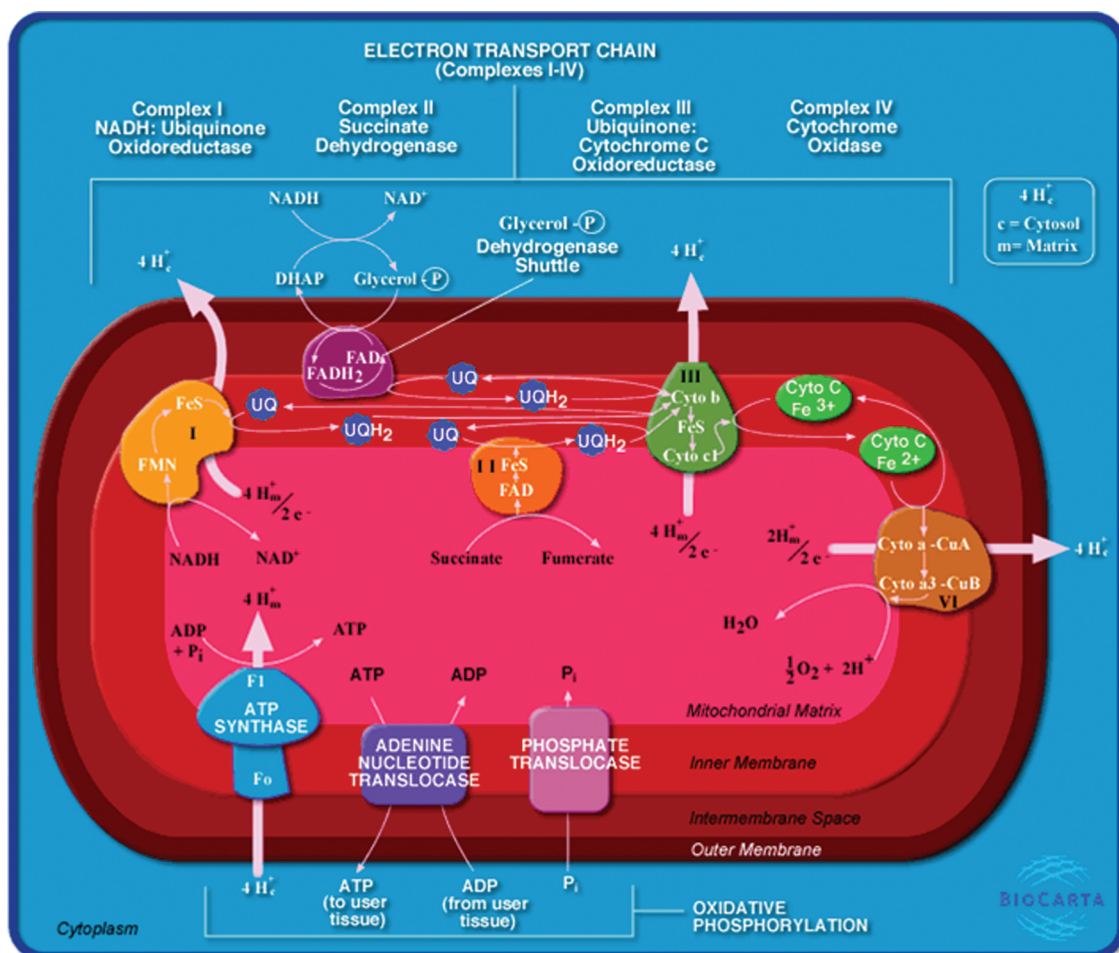 ELECTRON TRANSPORT CHAIN
(Complexes I-IV)
Complex I
NADH: Ubiquinone
Oxidoreductase
Complex II
Succinate
Dehydrogenase
Complex III
Ubiquinone:
Cytochrome C
Oxidoreductase
Complex IV
Cytochrome
Oxidase
4 H⁺c
c = Cytosol
m= Matrix
NADH
NAD⁺
Glycerol - P
Dehydrogenase
Shuttle
DHAP
Glycerol - P
4 H⁺c
4 H⁺c
FAD
FADH2
UQ
UQH2
III
Cyto b
FeS
Cyto c1
Cyto C
Fe 3+
Cyto C
Fe 2+
FeS
I
FMN
UQ
UQH2
UQ
UQH2
II FeS
FAD
4 H⁺m/2 e -
4 H⁺m/2 e -
2H⁺m/2 e -
Cyto a -CuA
Cyto a3 -CuB
VI
4 H⁺c
NADH
NAD⁺
Succinate
Fumerate
H2O
½O2 + 2H⁺
4 H⁺m
ADP
+ Pi
ATP
F1
ATP
SYNTHASE
Fo
ATP
ADP
Pi
ADENINE
NUCLEOTIDE
TRANSLOCASE
PHOSPHATE
TRANSLOCASE
Mitochondrial Matrix
Inner Membrane
Intermembrane Space
Outer Membrane
4 H⁺c
ATP
(to user
tissue)
ADP
(from user
tissue)
Pi
OXIDATIVE
PHOSPHORYLATION
Cytoplasm
BIOCARTA